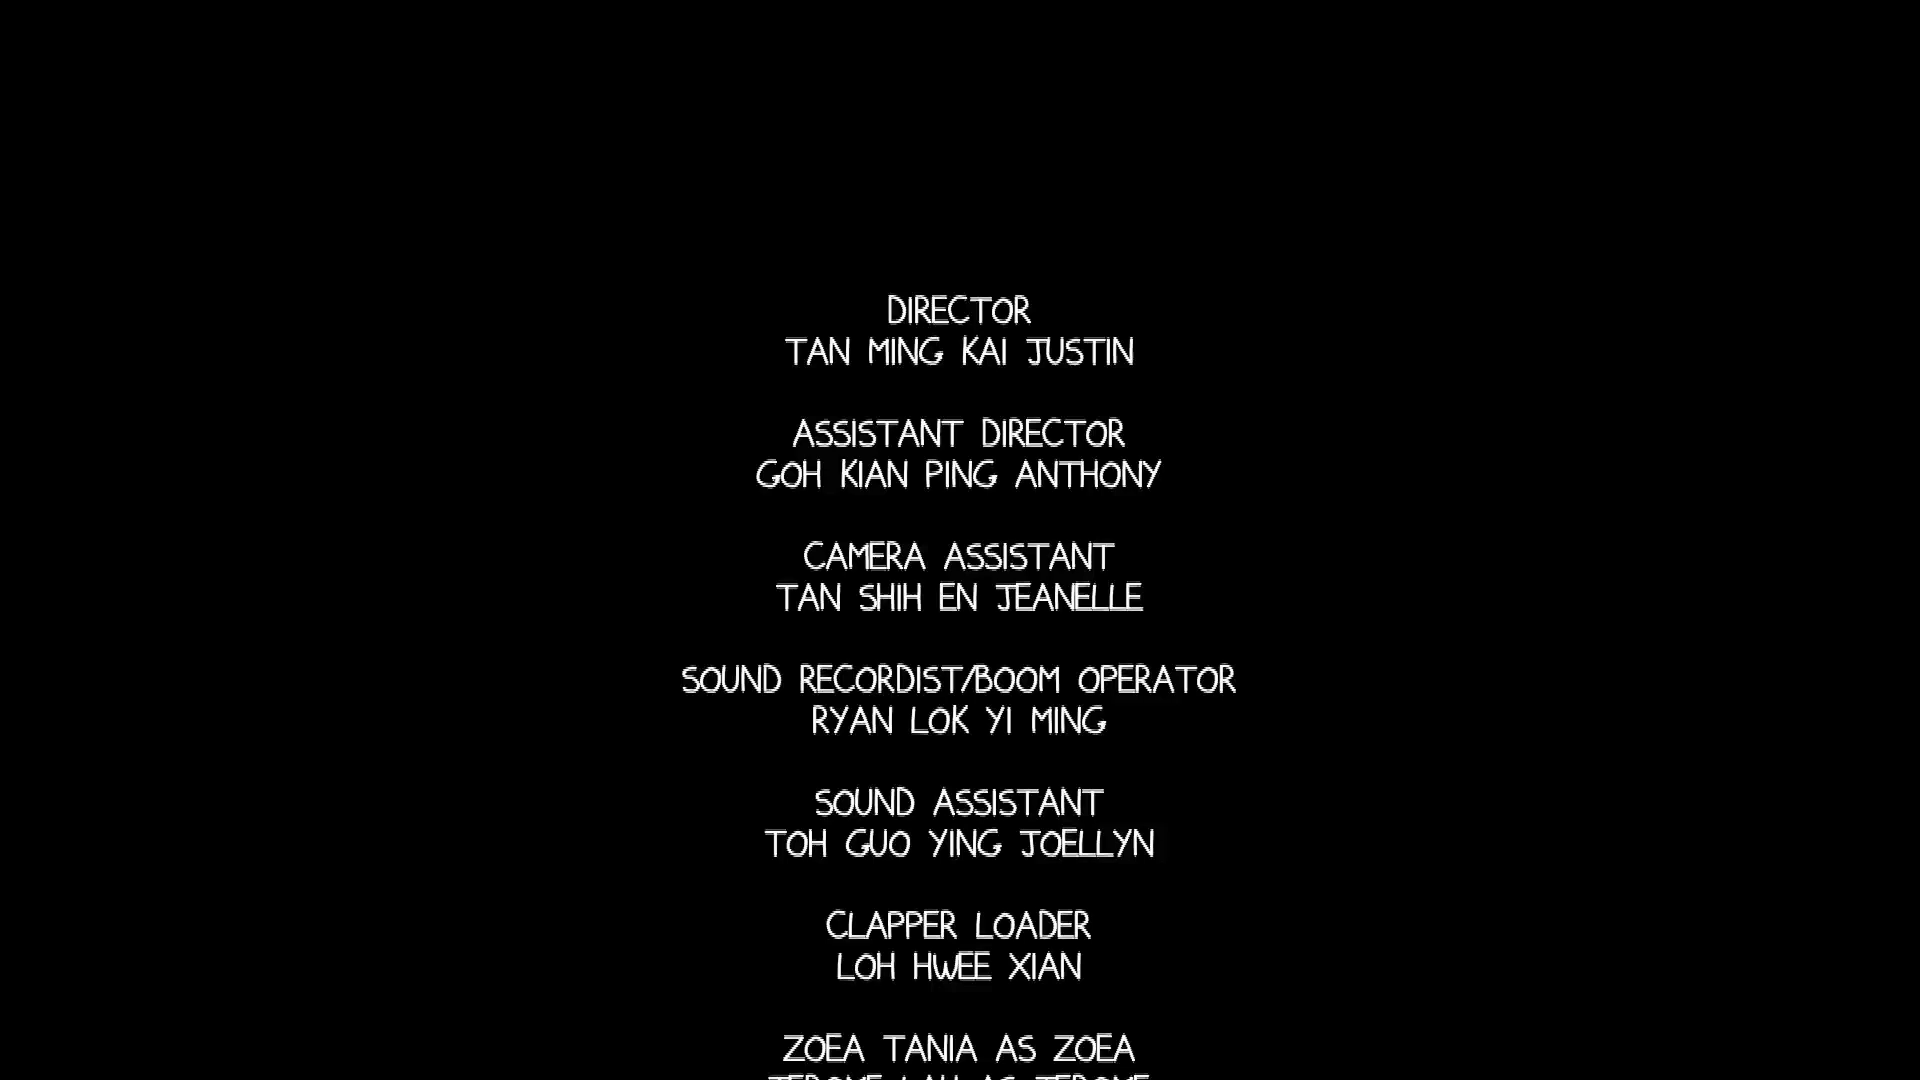 DIRECTOR
TAN MING KAI JUSTIN
ASSISTANT DIRECTOR
GOH KIAN PING ANTHONY
CAMERA ASSISTANT
TAN SHIH EN JEANELLE
SOUND RECORDIST/BOOM OPERATOR
RYAN LOK YI MING
SOUND ASSISTANT
TOH GUO YING JOELLYN
CLAPPER LOADER
LOH HWEE XIAN
ZOEA TANIA AS ZOEA